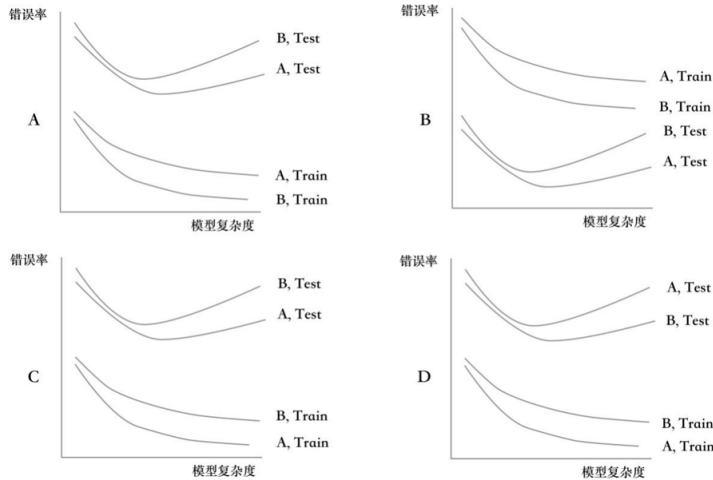 错误率
B, Test
A, Test
A
A, Train
B, Train
模型复杂度
错误率
A, Train
B, Train
B
B, Test
A, Test
模型复杂度
错误率
B, Test
A, Test
C
B, Train
A, Train
模型复杂度
错误率
A, Test
B, Test
D
B, Train
A, Train
模型复杂度